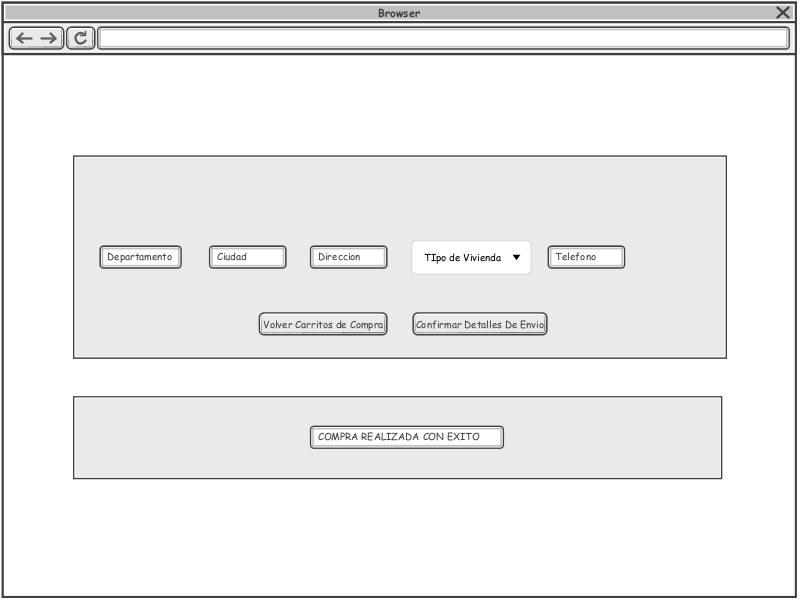 Browser
Departamento
Ciudad
Direccion
TIpo de Vivienda
Telefono
Volver Carritos de Compra
Confirmar Detalles De Envio
COMPRA REALIZADA CON EXITO